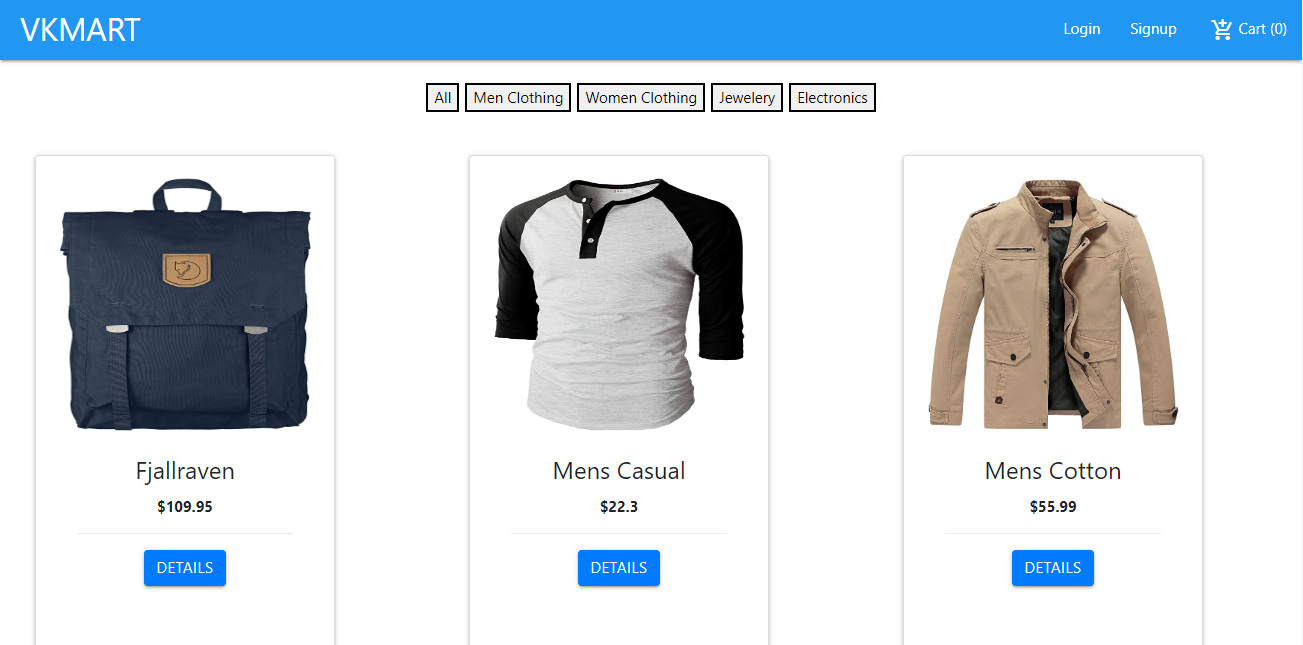 VKMART
Login Signup Cart (0)
All Men Clothing Women Clothing Jewelery Electronics
Fjallraven Mens Casual Mens Cotton
$109.95 $22.3 $55.99
DETAILS DETAILS DETAILS